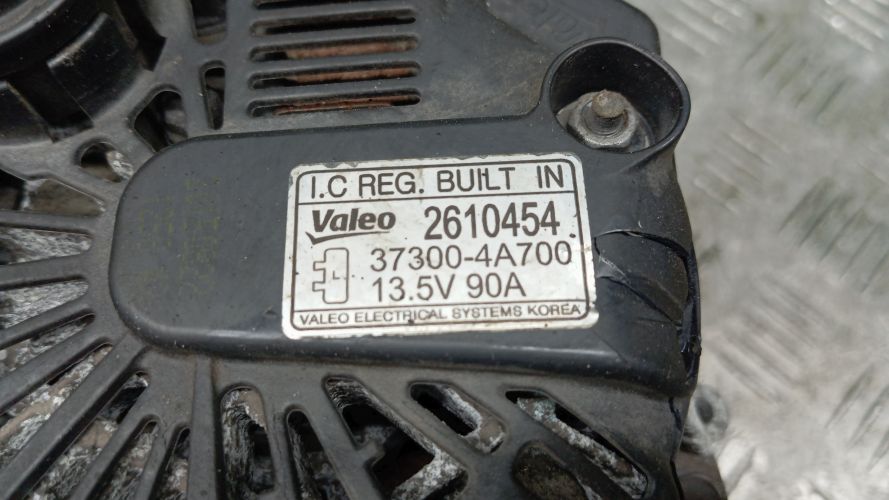 I.C REG. BUILT IN
Valeo 2610454
37300-4A700
13.5V 90A
VALEO ELECTRICAL SYSTEMS KOREA